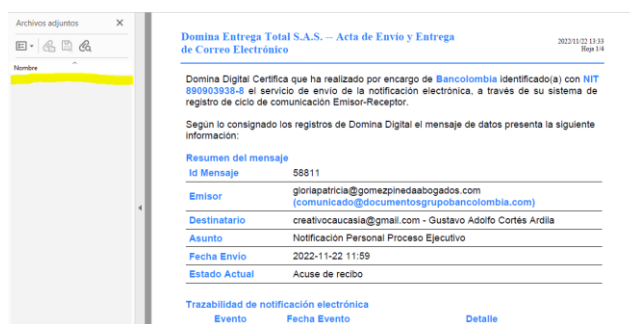 Archivos adjuntos
Nombre
Domina Entrega Total S.A.S. -- Acta de Envío y Entrega
de Correo Electrónico
2022/11/22 13:33
Hoja 1/4
Domina Digital Certifica que ha realizado por encargo de Bancolombia identificado(a) con NIT
890903938-8 el servicio de envío de la notificación electrónica, a través de su sistema de
registro de ciclo de comunicación Emisor-Receptor.
Según lo consignado los registros de Domina Digital el mensaje de datos presenta la siguiente
información:
Resumen del mensaje
Id Mensaje 58811
Emisor gloriapatricia@gomezpinedaabogados.com
(comunicado@documentosgrupobancolombia.com)
Destinatario creativocaucasia@gmail.com - Gustavo Adolfo Cortés Ardila
Asunto Notificación Personal Proceso Ejecutivo
Fecha Envío 2022-11-22 11:59
Estado Actual Acuse de recibo
Trazabilidad de notificación electrónica
Evento Fecha Evento Detalle